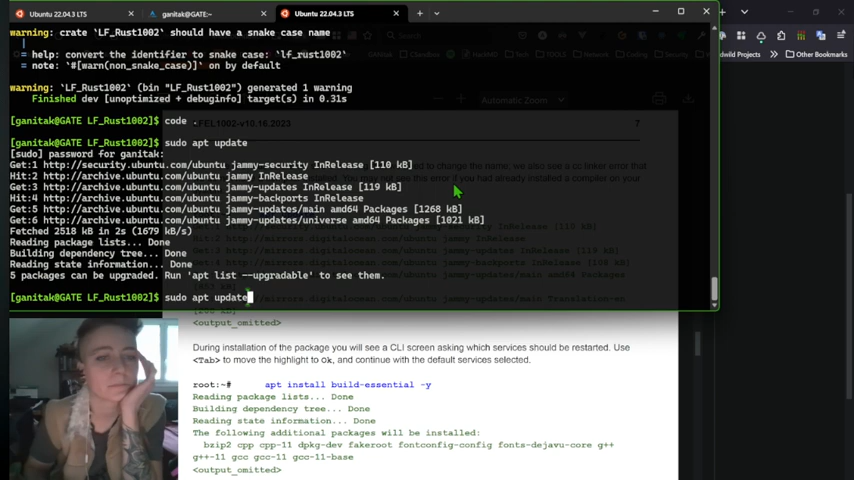 Ubuntu 22.04.3 LTS
ganitak@GATE:~
Ubuntu 22.04.3 LTS
warning: crate `LF_Rust1002` should have a snake case name
|
= help: convert the identifier to snake case: `lf_rust1002`
= note: `#[warn(non_snake_case)]` on by default
warning: `LF_Rust1002` (bin "LF_Rust1002") generated 1 warning
Finished dev [unoptimized + debuginfo] target(s) in 0.31s
[ganitak@GATE LF_Rust1002]$ code .
[ganitak@GATE LF_Rust1002]$ sudo apt update
[sudo] password for ganitak:
Get:1 http://security.ubuntu.com/ubuntu jammy-security InRelease [110 kB]
Hit:2 http://archive.ubuntu.com/ubuntu jammy InRelease
Get:3 http://archive.ubuntu.com/ubuntu jammy-updates InRelease [119 kB]
Hit:4 http://archive.ubuntu.com/ubuntu jammy-backports InRelease
Get:5 http://archive.ubuntu.com/ubuntu jammy-updates/main amd64 Packages [1268 kB]
Get:6 http://archive.ubuntu.com/ubuntu jammy-updates/universe amd64 Packages [1021 kB]
Fetched 2518 kB in 2s (1679 kB/s)
Reading package lists... Done
Building dependency tree... Done
Reading state information... Done
5 packages can be upgraded. Run 'apt list --upgradable' to see them.
[ganitak@GATE LF_Rust1002]$ sudo apt update
Automatic Zoom
LFEL1002-v10.16.2023
7
Other Bookmarks
<output_omitted>
During installation of the package you will see a CLI screen asking which services should be restarted. Use
<Tab> to move the highlight to Ok, and continue with the default services selected.
root:~# apt install build-essential -y
Reading package lists... Done
Building dependency tree... Done
Reading state information... Done
The following additional packages will be installed:
bzip2 cpp cpp-11 dpkg-dev fakeroot fontconfig-config fonts-dejavu-core g++
g++-11 gcc gcc-11 gcc-11-base
<output_omitted>